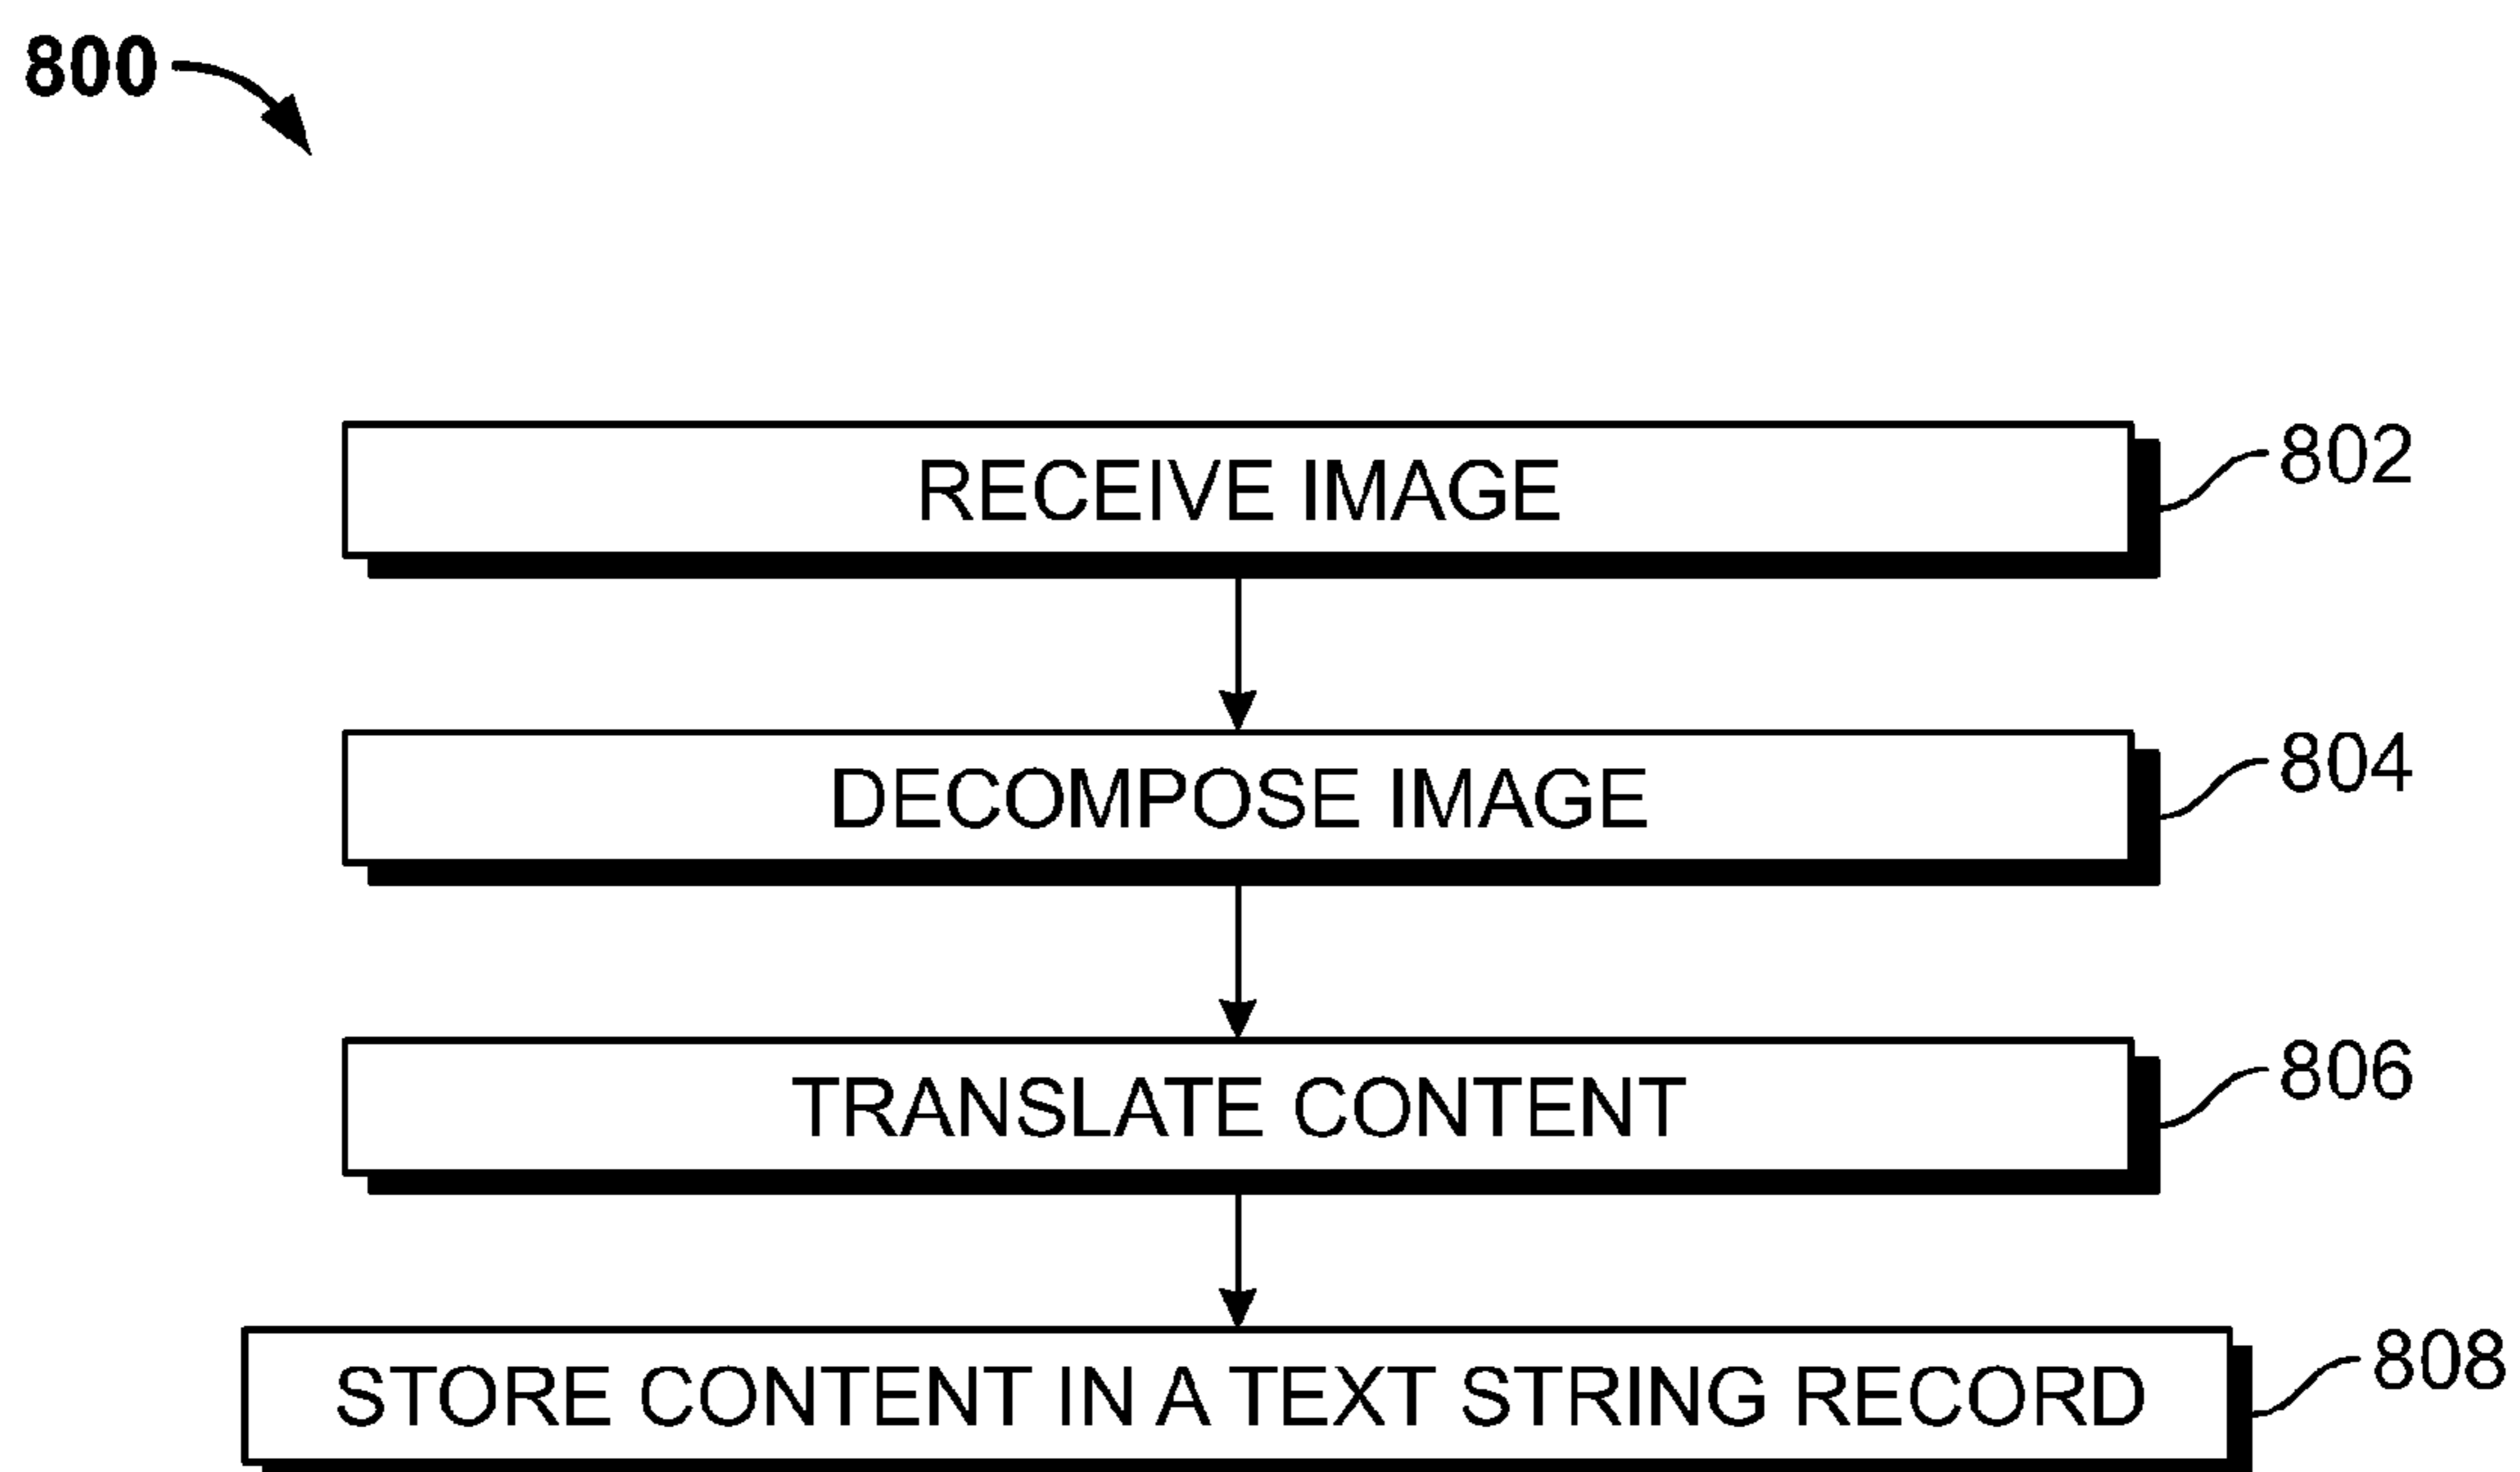 800
RECEIVE IMAGE
802
DECOMPOSE IMAGE
804
TRANSLATE CONTENT
806
STORE CONTENT IN A TEXT STRING RECORD
808